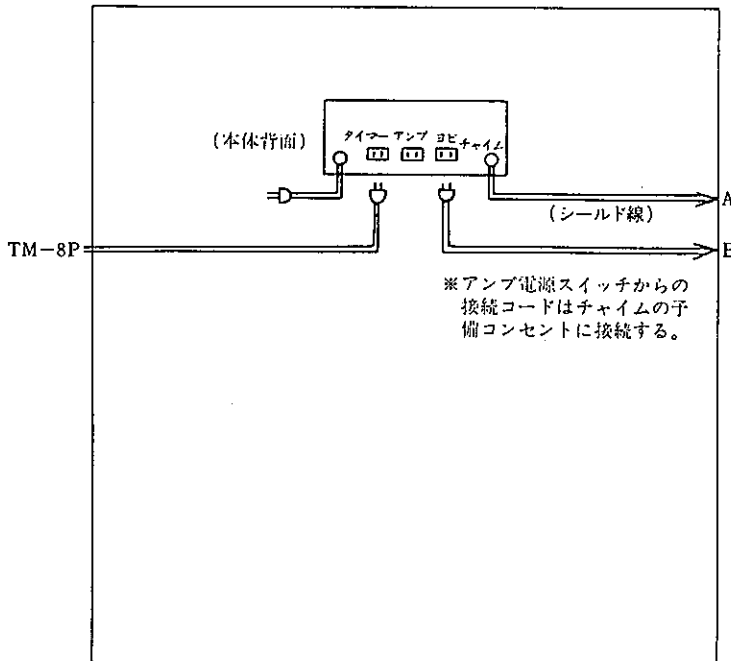 (本体背面)
タイマー アンプ ヨビ チャイム
A
(シールド線)
TM-8P
B
※アンプ電源スイッチからの
接続コードはチャイムの予
備コンセントに接続する。